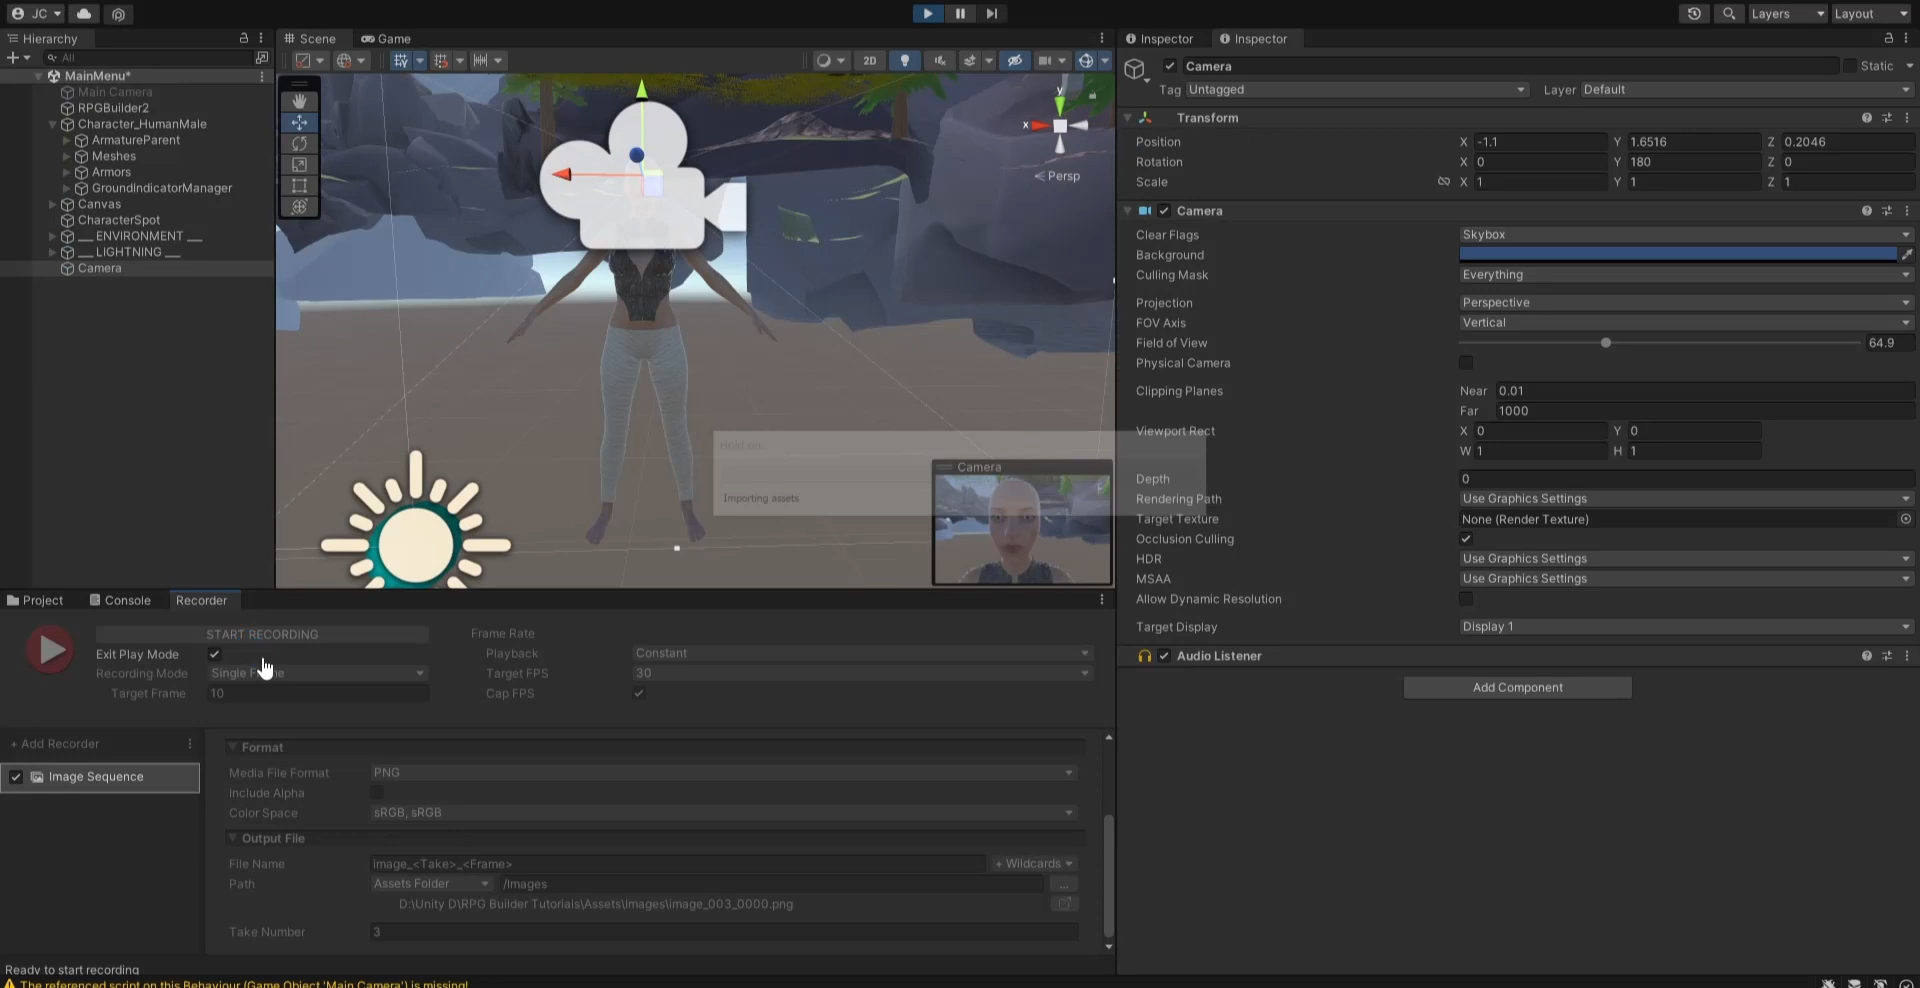 JC
Layers
Layout
Hierarchy
All
MainMenu*
Main Camera
RPGBuilder2
Character_HumanMale
ArmatureParent
Meshes
Armors
GroundIndicatorManager
Canvas
CharacterSpot
__ ENVIRONMENT __
__ LIGHTNING __
Camera
Scene
Game
2D
y
x
Persp
Hold on..
Importing assets
Camera
Inspector
Inspector
Camera
Static
Tag Untagged
Layer Default
Transform
Position X -1.1 Y 1.6516 Z 0.2046
Rotation X 0 Y 180 Z 0
Scale X 1 Y 1 Z 1
Camera
Clear Flags Skybox
Background
Culling Mask Everything
Projection Perspective
FOV Axis Vertical
Field of View 64.9
Physical Camera
Clipping Planes Near 0.01
Far 1000
Viewport Rect X 0 Y 0
W 1 H 1
Depth 0
Rendering Path Use Graphics Settings
Target Texture None (Render Texture)
Occlusion Culling
HDR Use Graphics Settings
MSAA Use Graphics Settings
Allow Dynamic Resolution
Target Display Display 1
Audio Listener
Add Component
Project
Console
Recorder
START RECORDING
Exit Play Mode
Recording Mode Single
Target Frame 10
Frame Rate
Playback Constant
Target FPS 30
Cap FPS
+ Add Recorder
Image Sequence
Format
Media File Format PNG
Include Alpha
Color Space sRGB, sRGB
Output File
File Name image_<Take>_<Frame> + Wildcards
Path Assets Folder /Images ...
D:\Unity D\RPG Builder Tutorials\Assets\Images\image_003_0000.png
Take Number 3
Ready to start recording
The referenced script on this Behaviour (Game Object 'Main Camera') is missing!